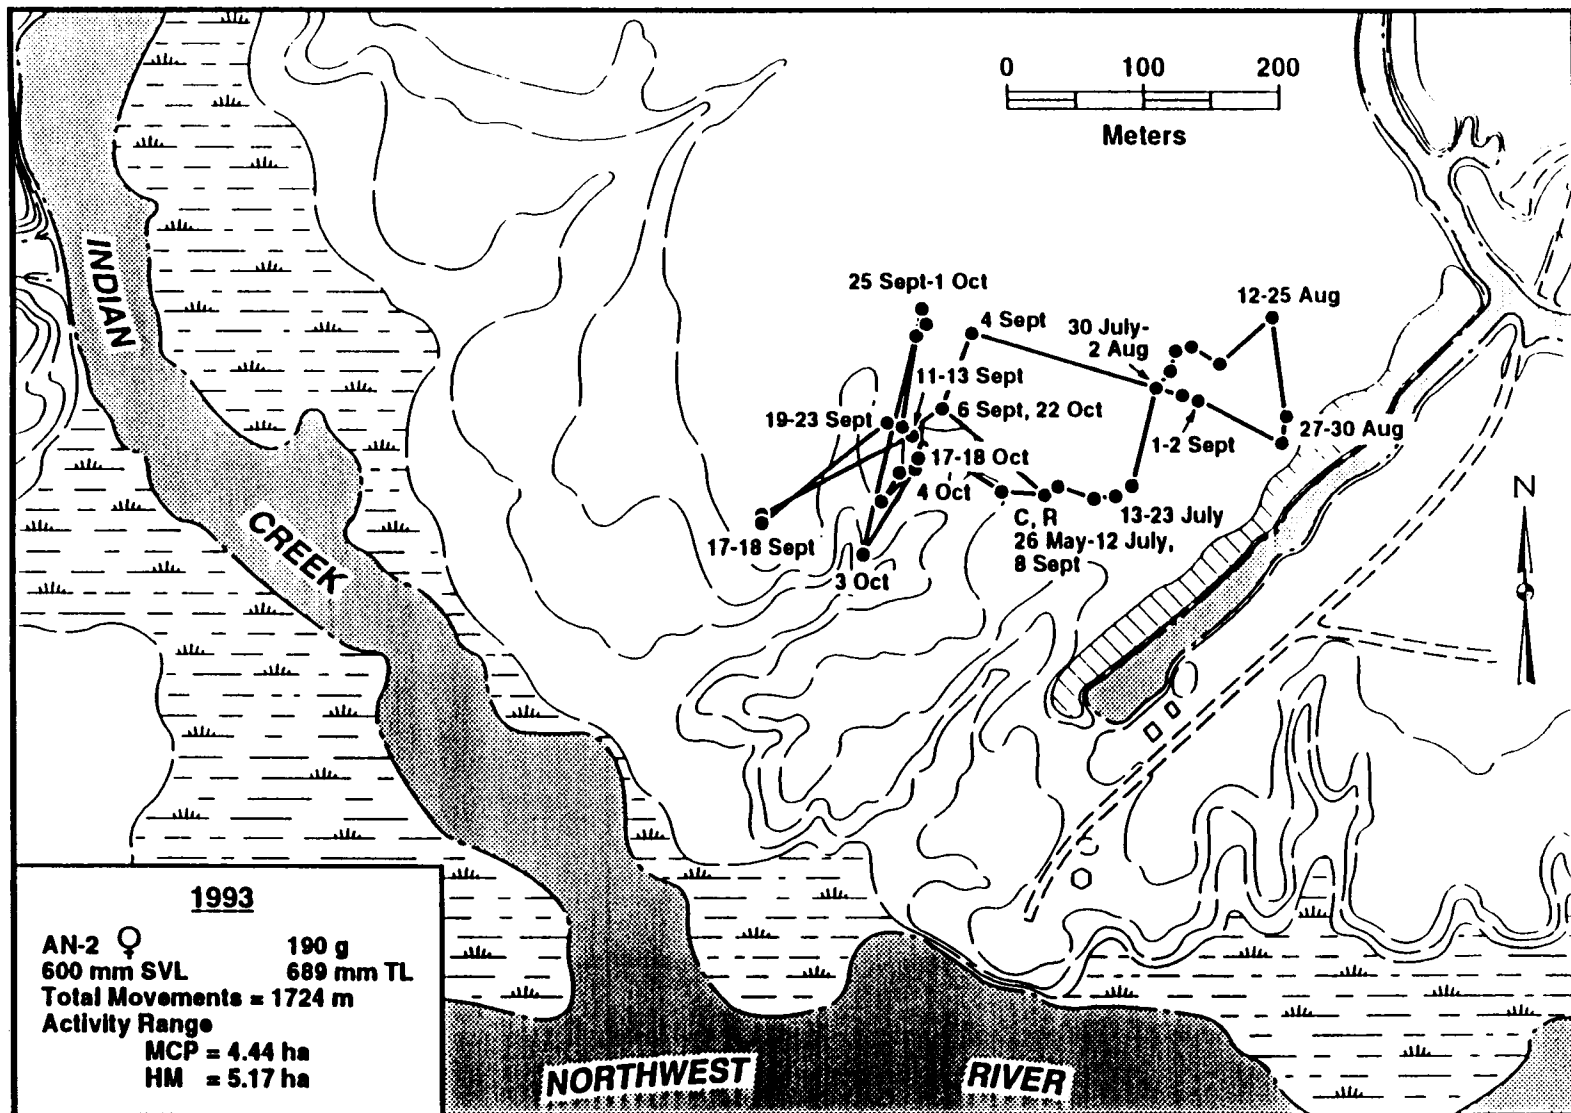 0 100 200
Meters
INDIAN
CREEK
25 Sept-1 Oct
4 Sept
30 July-
2 Aug
12-25 Aug
11-13 Sept
19-23 Sept
6 Sept, 22 Oct
1-2 Sept
27-30 Aug
17-18 Oct
4 Oct
17-18 Sept
3 Oct
C, R
26 May-12 July,
8 Sept
13-23 July
N
1993
AN-2 ♀ 190 g
600 mm SVL 689 mm TL
Total Movements = 1724 m
Activity Range
MCP = 4.44 ha
HM = 5.17 ha
NORTHWEST RIVER